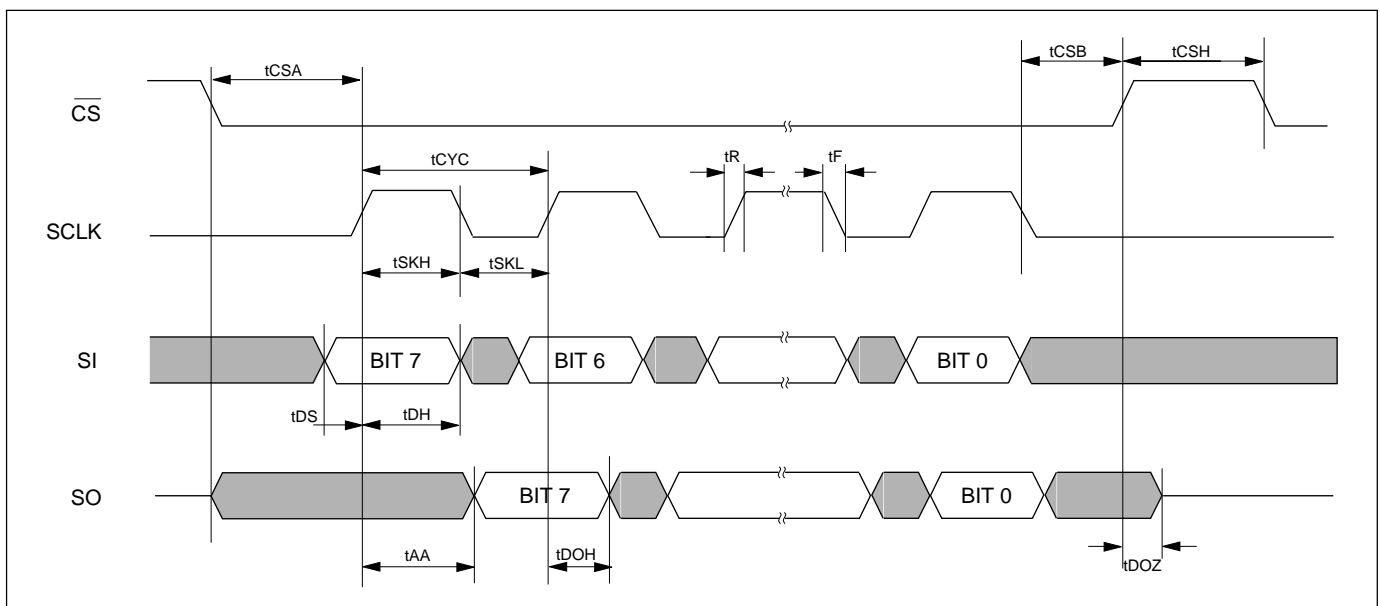 tCSA
tCSB
tCSH
CS
tCYC
tR
tF
SCLK
tSKH
tSKL
SI
BIT 7
BIT 6
BIT 0
tDS
tDH
SO
BIT 7
BIT 0
tAA
tDOH
tDOZ